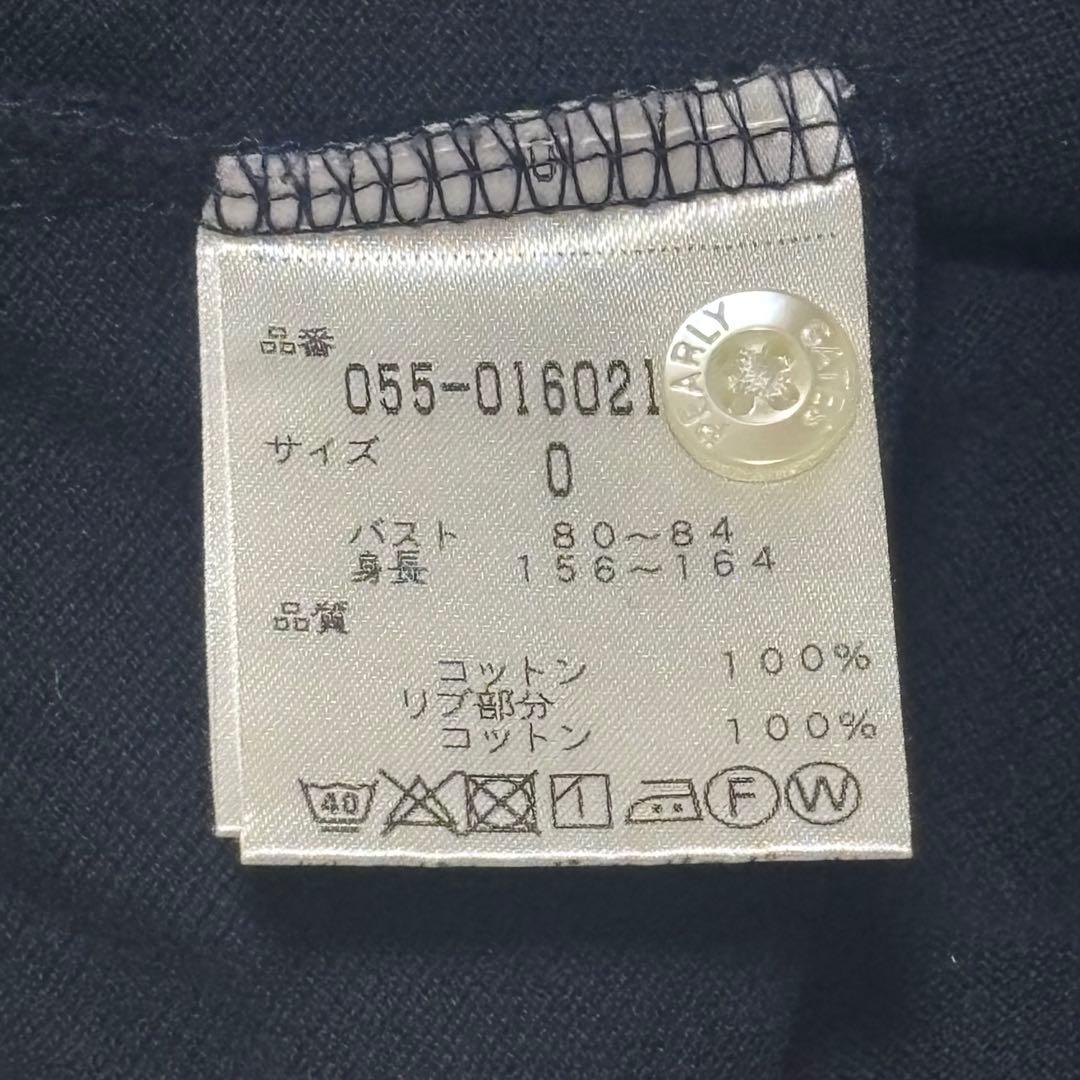 品番
055-016021
PEARLY GATES
サイズ 0
バスト 80~84
身長 156~164
品質
コットン 100%
リブ部分
コットン 100%
40 F W